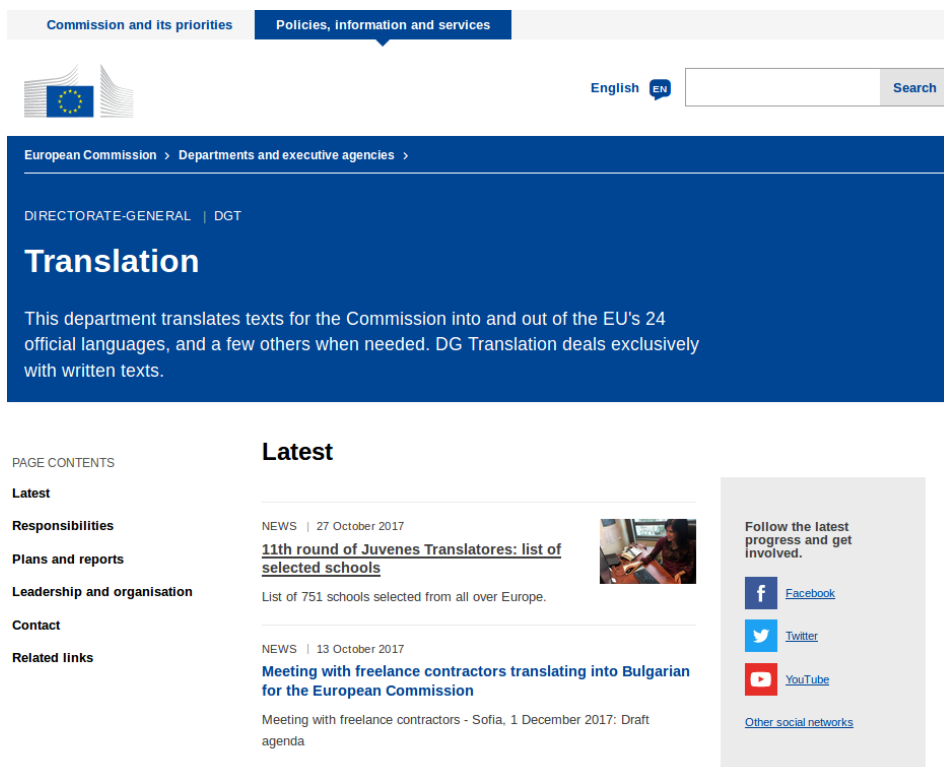 Commission and its priorities
Policies, information and services
English EN
Search
European Commission > Departments and executive agencies >
DIRECTORATE-GENERAL | DGT
Translation
This department translates texts for the Commission into and out of the EU's 24
official languages, and a few others when needed. DG Translation deals exclusively
with written texts.
PAGE CONTENTS
Latest
Responsibilities
Plans and reports
Leadership and organisation
Contact
Related links
Latest
NEWS | 27 October 2017
11th round of Juvenes Translatores: list of
selected schools
List of 751 schools selected from all over Europe.
NEWS | 13 October 2017
Meeting with freelance contractors translating into Bulgarian
for the European Commission
Meeting with freelance contractors - Sofia, 1 December 2017: Draft
agenda
Follow the latest
progress and get
involved.
Facebook
Twitter
YouTube
Other social networks